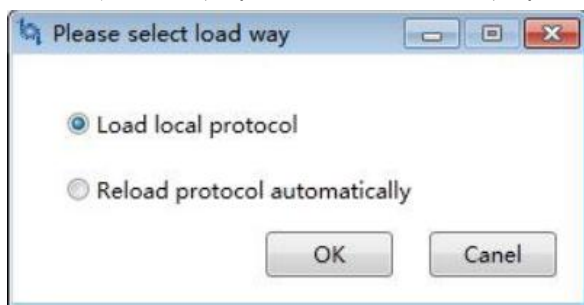 Please select load way
Load local protocol
Reload protocol automatically
OK
Canel